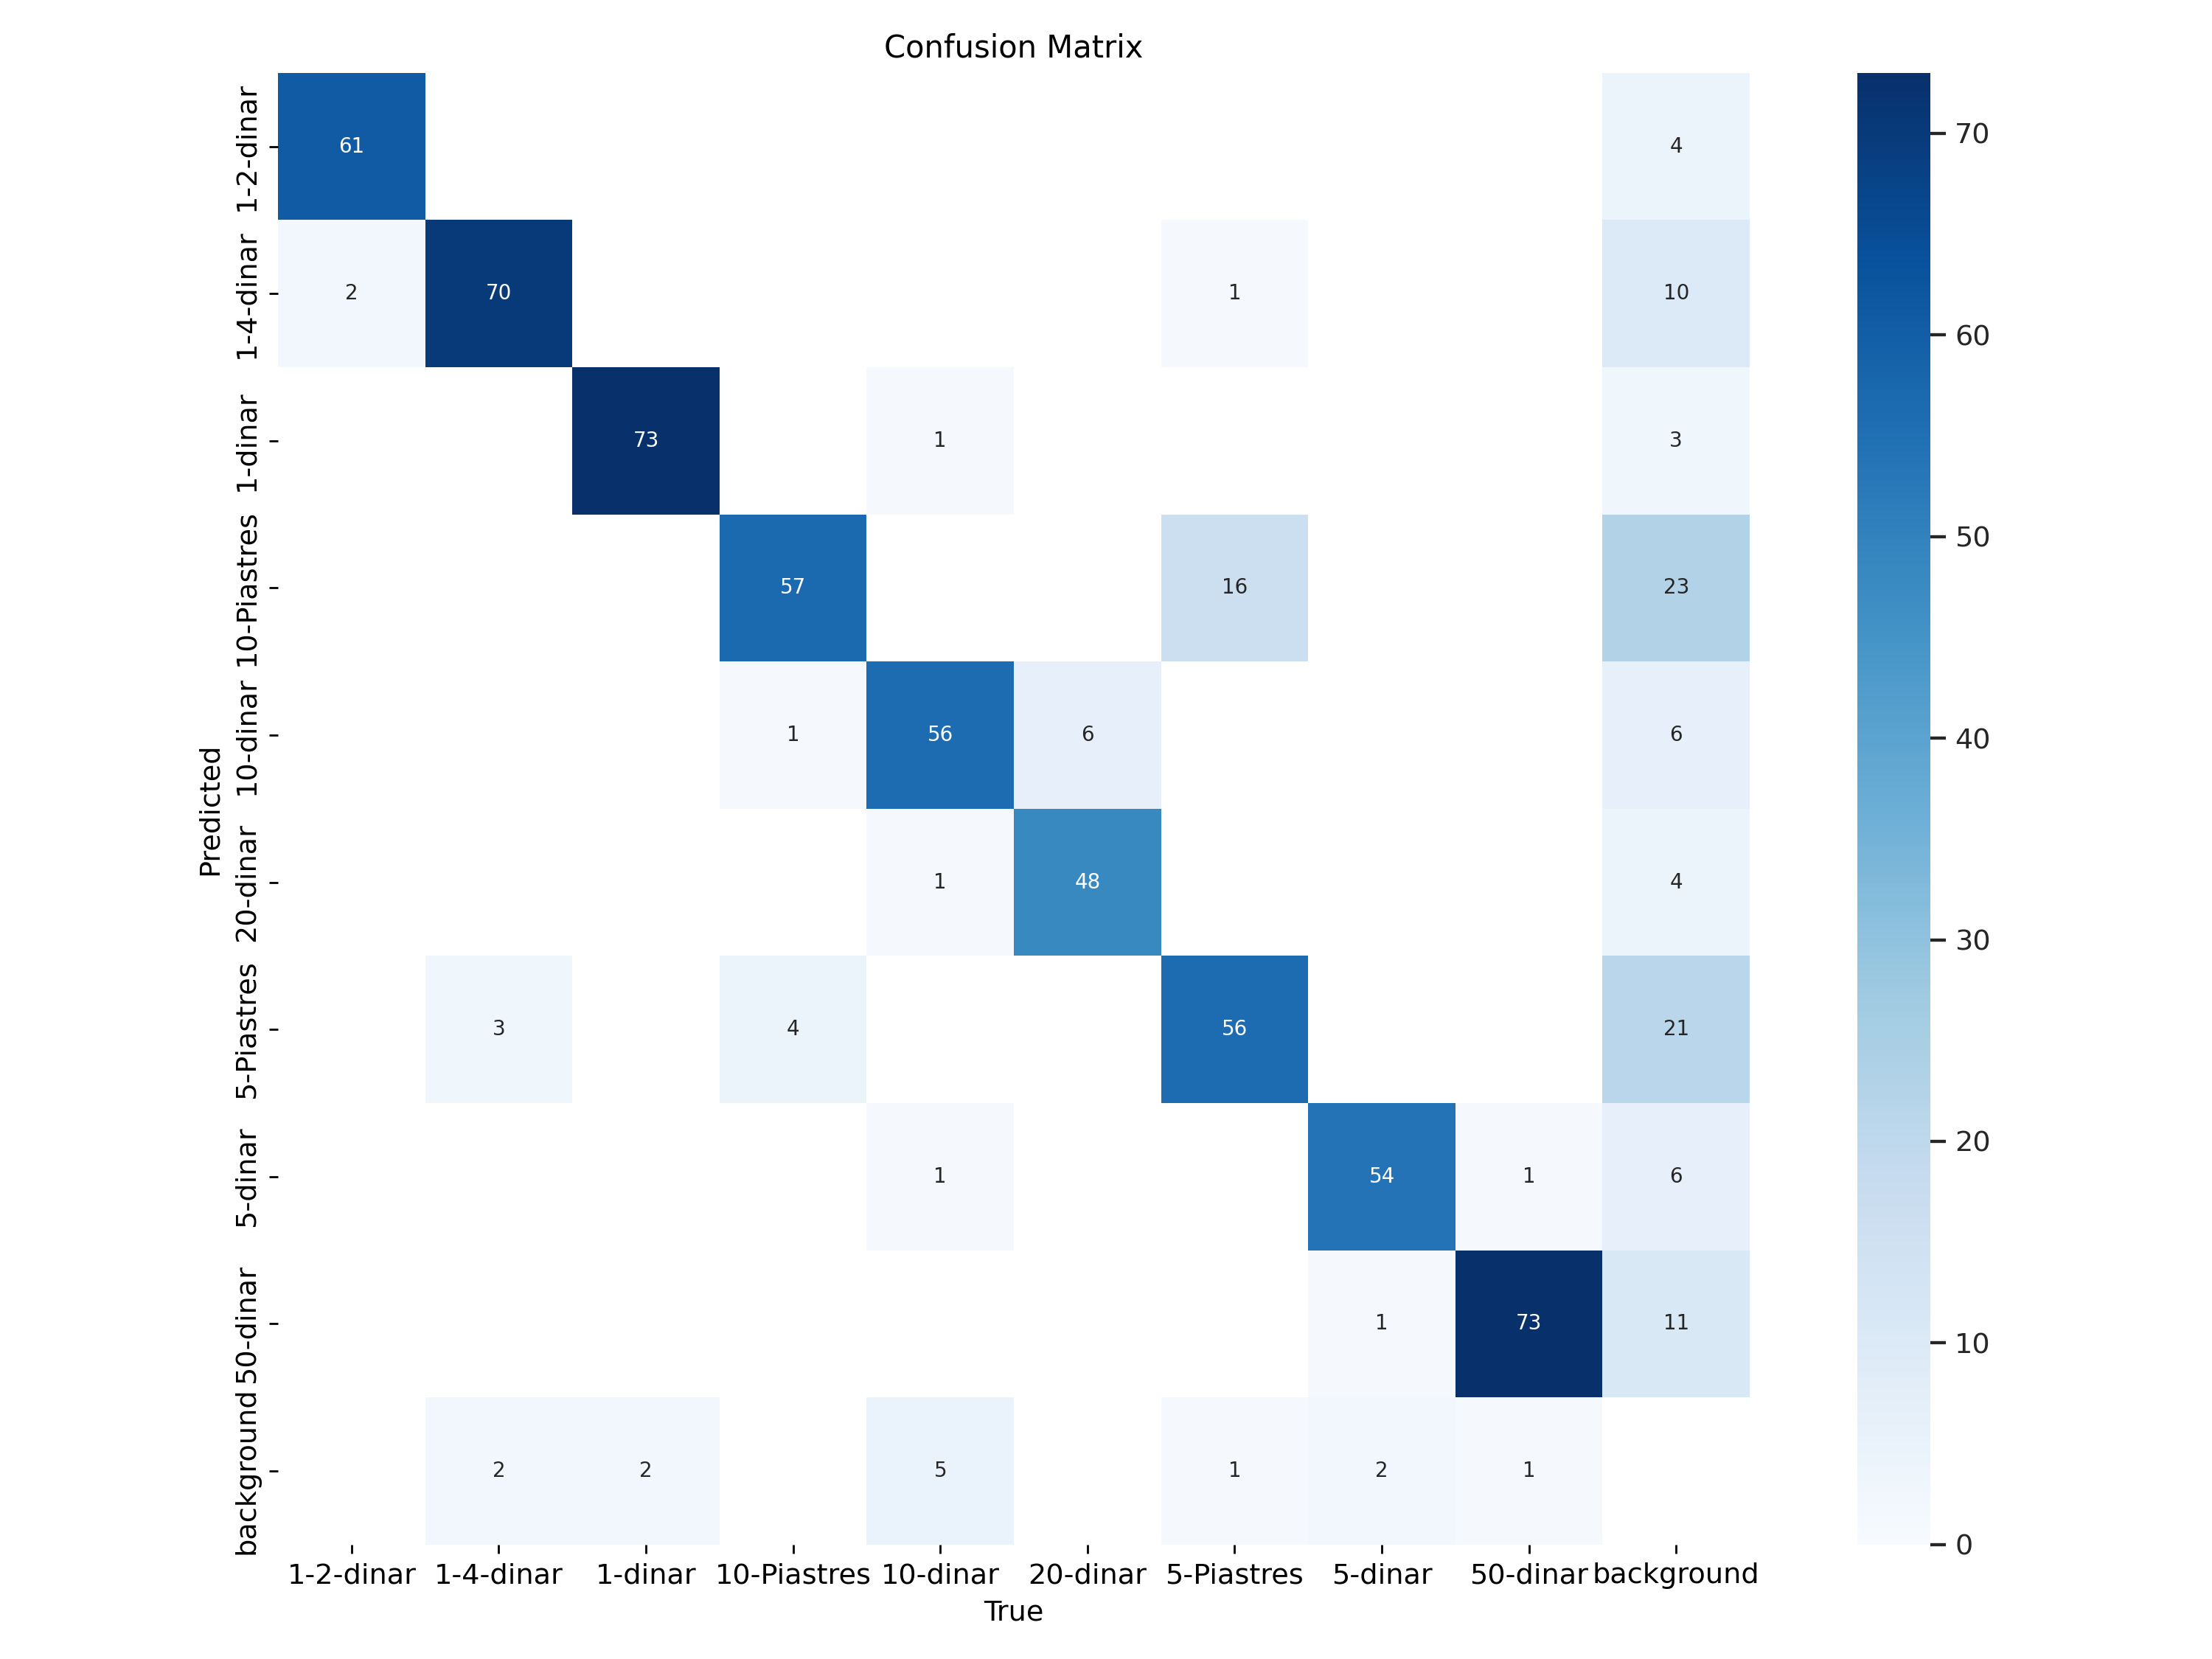 Confusion Matrix
1-2-dinar 61 4
1-4-dinar 2 70 1 10
1-dinar 73 1 3
10-Piastres 57 16 23
10-dinar 1 56 6 6
20-dinar 1 48 4
5-Piastres 3 4 56 21
5-dinar 1 54 1 6
50-dinar 1 73 11
background 2 2 5 1 2 1
Predicted
1-2-dinar 1-4-dinar 1-dinar 10-Piastres 10-dinar 20-dinar 5-Piastres 5-dinar 50-dinar background
True
70
60
50
40
30
20
10
0